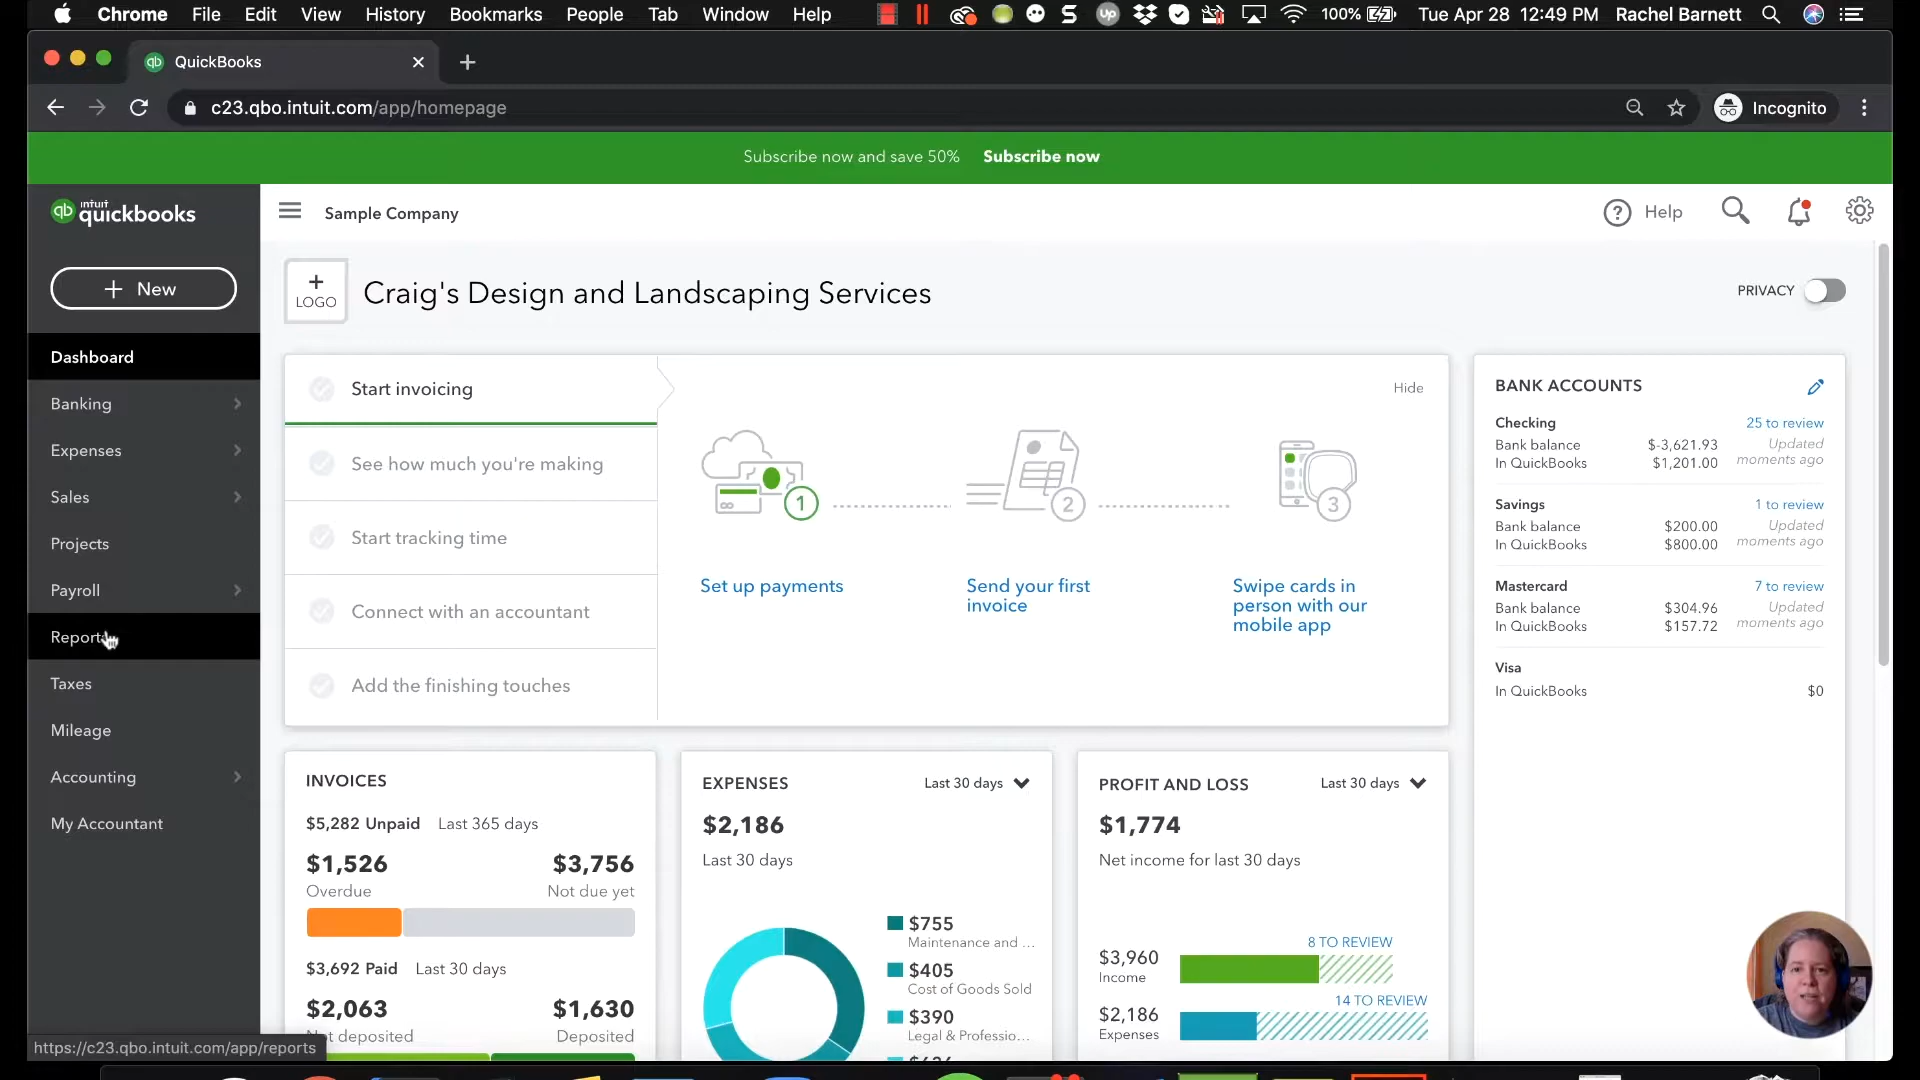 Chrome File Edit View History Bookmarks People Tab Window Help 100% Tue Apr 28 12:49 PM Rachel Barnett
QuickBooks
c23.qbo.intuit.com/app/homepage Incognito
Subscribe now and save 50% Subscribe now
intuit
quickbooks
Sample Company
Help
+ New
+
LOGO
Craig's Design and Landscaping Services
PRIVACY
Dashboard
Banking
Expenses
Sales
Projects
Payroll
Taxes
Mileage
Accounting
My Accountant
Start invoicing
See how much you're making
Start tracking time
Connect with an accountant
Add the finishing touches
Hide
1
2
3
Set up payments
Send your first
invoice
Swipe cards in
person with our
mobile app
BANK ACCOUNTS
Checking 25 to review
Bank balance $-3,621.93 Updated
In QuickBooks $1,201.00 moments ago
Savings 1 to review
Bank balance $200.00 Updated
In QuickBooks $800.00 moments ago
Mastercard 7 to review
Bank balance $304.96 Updated
In QuickBooks $157.72 moments ago
Visa
In QuickBooks $0
INVOICES
$5,282 Unpaid Last 365 days
$1,526 $3,756
Overdue Not due yet
$3,692 Paid Last 30 days
$2,063 $1,630
deposited Deposited
EXPENSES Last 30 days
$2,186
Last 30 days
$755
Maintenance and ...
$405
Cost of Goods Sold
$390
Legal & Professio...
PROFIT AND LOSS Last 30 days
$1,774
Net income for last 30 days
8 TO REVIEW
$3,960
Income
14 TO REVIEW
$2,186
Expenses
https://c23.qbo.intuit.com/app/reports